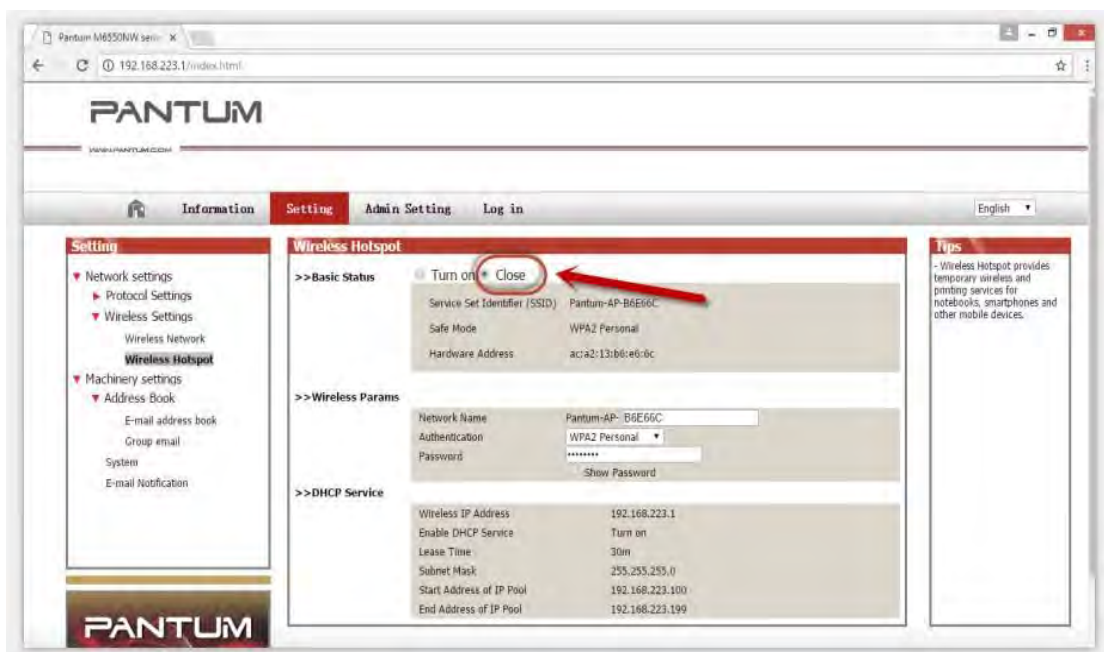 Pantum M6550NW serie
192.168.223.1/index.html
PANTUM
WWW.PANTUM.COM
Information Setting Admin Setting Log in
English
Setting
Network settings
Protocol Settings
Wireless Settings
Wireless Network
Wireless Hotspot
Machinery settings
Address Book
E-mail address book
Group email
System
E-mail Notification
PANTUM
Wireless Hotspot
>>Basic Status Turn on Close
Service Set Identifier (SSID) Pantum-AP-B6E66C
Safe Mode WPA2 Personal
Hardware Address ac:a2:13:b6:e6:6c
>>Wireless Params
Network Name Pantum-AP- B6E66C
Authentication WPA2 Personal
Password ********
Show Password
>>DHCP Service
Wireless IP Address 192.168.223.1
Enable DHCP Service Turn on
Lease Time 30m
Subnet Mask 255.255.255.0
Start Address of IP Pool 192.168.223.100
End Address of IP Pool 192.168.223.199
Tips
- Wireless Hotspot provides
temporary wireless and
printing services for
notebooks, smartphones and
other mobile devices.